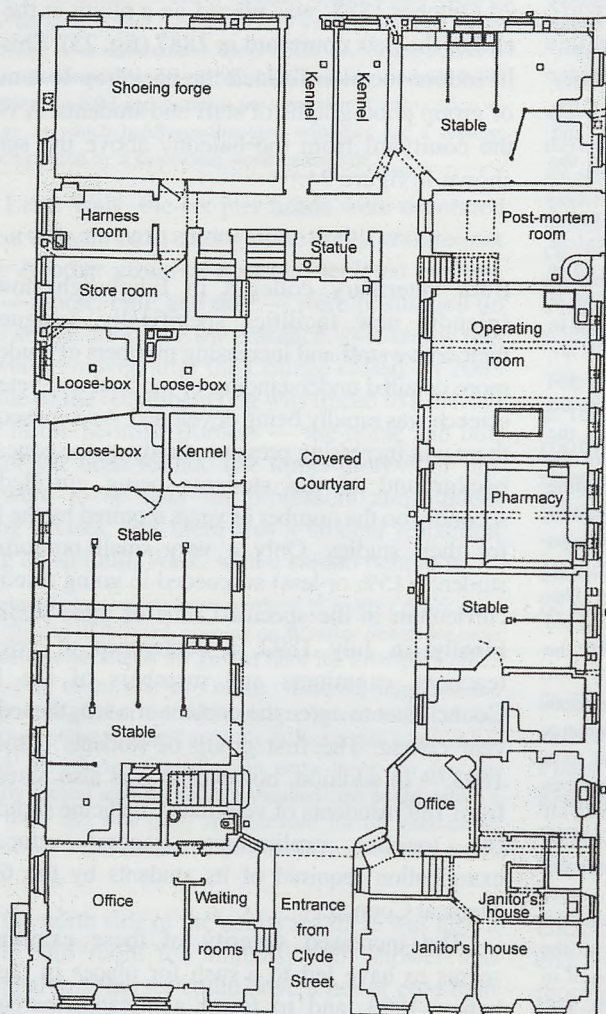 Shoeing forge
Kennel
Kennel
Stable
Harness
room
Store room
Statue
Post-mortem
room
Operating
room
Loose-box
Loose-box
Loose-box
Kennel
Covered
Courtyard
Pharmacy
Stable
Stable
Stable
Office
Office
Waiting
rooms
Entrance
from
Clyde
Street
Janitor's
house
Janitor's house